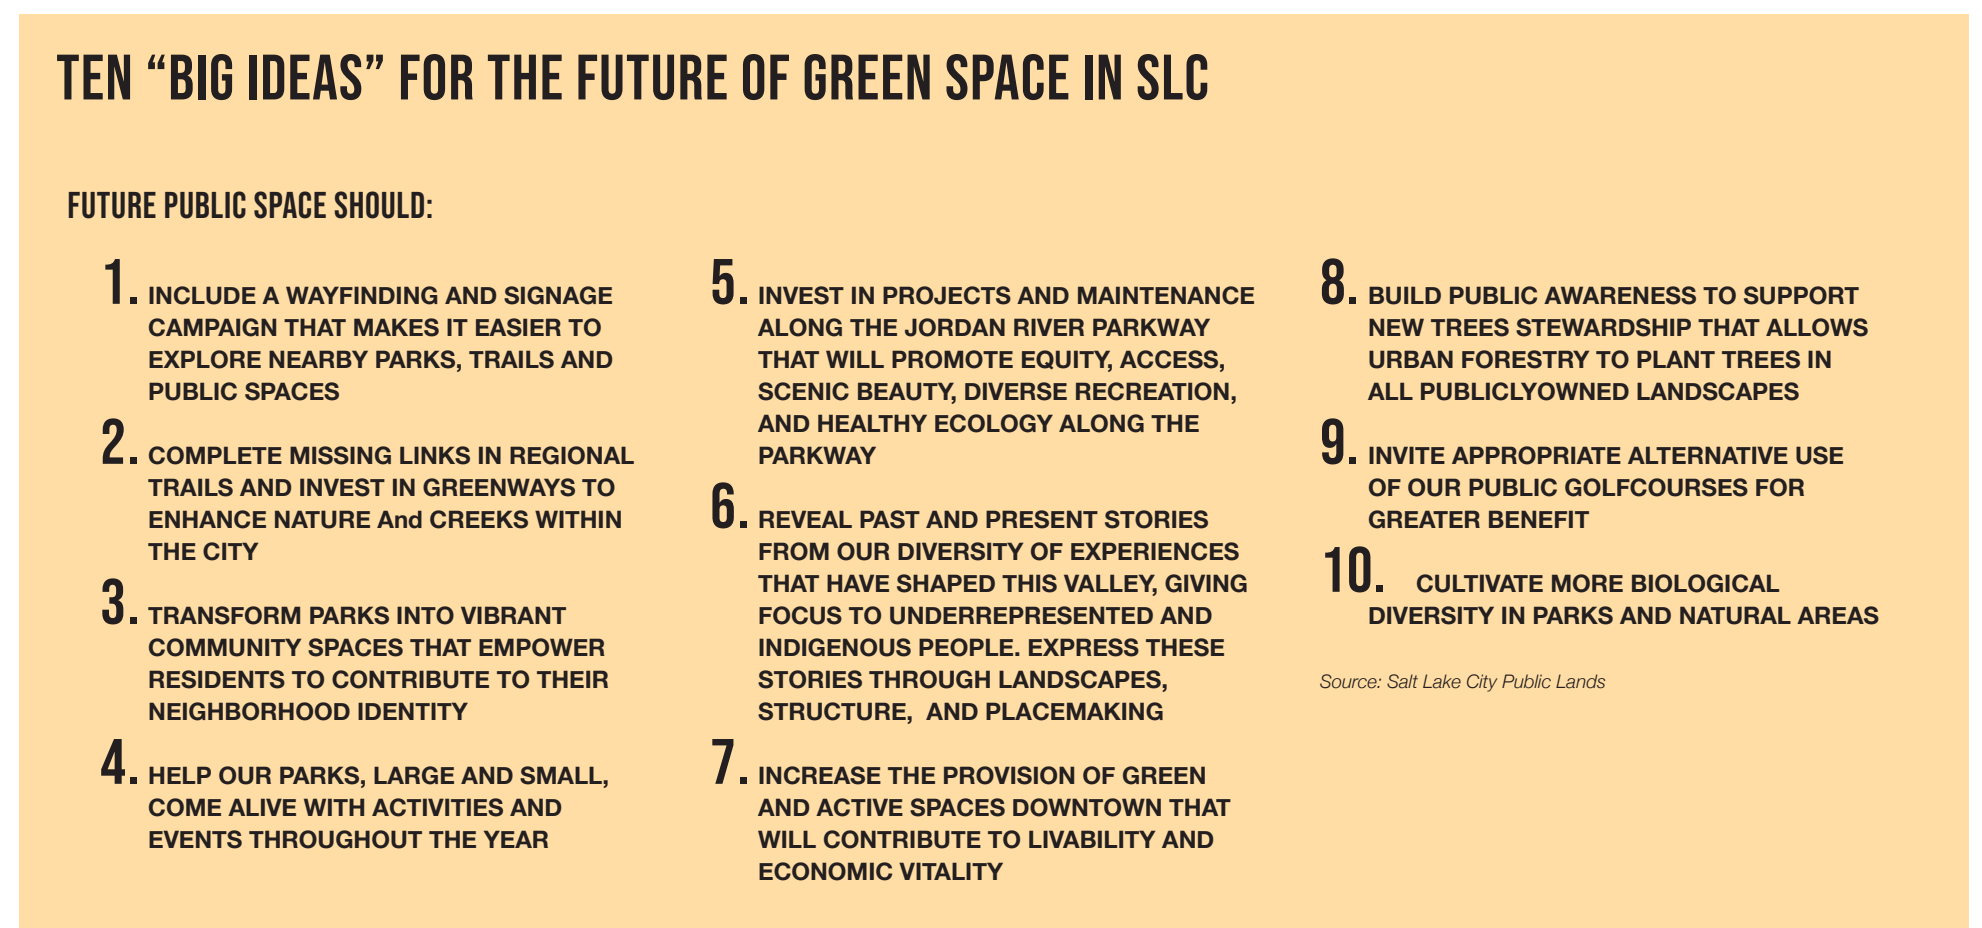 TEN “BIG IDEAS” FOR THE FUTURE OF GREEN SPACE IN SLC
FUTURE PUBLIC SPACE SHOULD:
1. INCLUDE A WAYFINDING AND SIGNAGE
CAMPAIGN THAT MAKES IT EASIER TO
EXPLORE NEARBY PARKS, TRAILS AND
PUBLIC SPACES
2. COMPLETE MISSING LINKS IN REGIONAL
TRAILS AND INVEST IN GREENWAYS TO
ENHANCE NATURE And CREEKS WITHIN
THE CITY
3. TRANSFORM PARKS INTO VIBRANT
COMMUNITY SPACES THAT EMPOWER
RESIDENTS TO CONTRIBUTE TO THEIR
NEIGHBORHOOD IDENTITY
4. HELP OUR PARKS, LARGE AND SMALL,
COME ALIVE WITH ACTIVITIES AND
EVENTS THROUGHOUT THE YEAR
5. INVEST IN PROJECTS AND MAINTENANCE
ALONG THE JORDAN RIVER PARKWAY
THAT WILL PROMOTE EQUITY, ACCESS,
SCENIC BEAUTY, DIVERSE RECREATION,
AND HEALTHY ECOLOGY ALONG THE
PARKWAY
6. REVEAL PAST AND PRESENT STORIES
FROM OUR DIVERSITY OF EXPERIENCES
THAT HAVE SHAPED THIS VALLEY, GIVING
FOCUS TO UNDERREPRESENTED AND
INDIGENOUS PEOPLE. EXPRESS THESE
STORIES THROUGH LANDSCAPES,
STRUCTURE,  AND PLACEMAKING
7. INCREASE THE PROVISION OF GREEN
AND ACTIVE SPACES DOWNTOWN THAT
WILL CONTRIBUTE TO LIVABILITY AND
ECONOMIC VITALITY
8. BUILD PUBLIC AWARENESS TO SUPPORT
NEW TREES STEWARDSHIP THAT ALLOWS
URBAN FORESTRY TO PLANT TREES IN
ALL PUBLICLYOWNED LANDSCAPES
9. INVITE APPROPRIATE ALTERNATIVE USE
OF OUR PUBLIC GOLFCOURSES FOR
GREATER BENEFIT
10. CULTIVATE MORE BIOLOGICAL
DIVERSITY IN PARKS AND NATURAL AREAS
Source: Salt Lake City Public Lands